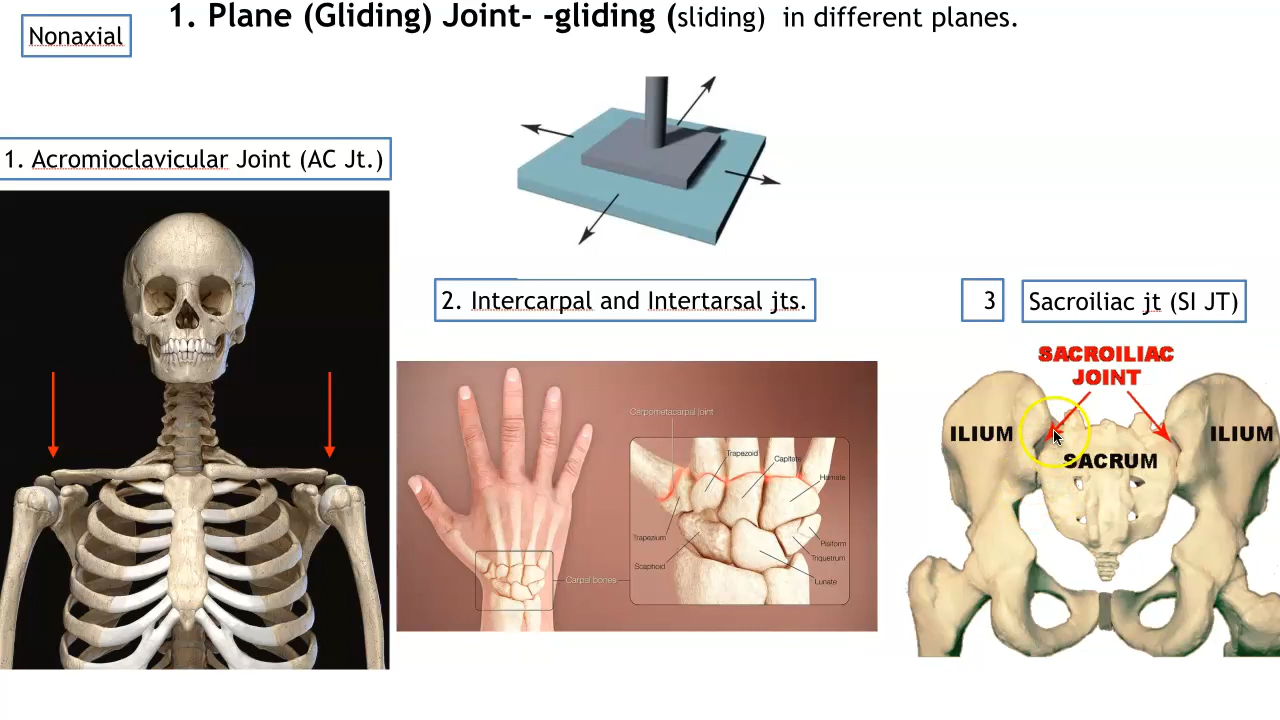 1. Plane (Gliding) Joint- -gliding (sliding) in different planes.
Nonaxial
1. Acromioclavicular Joint (AC Jt.)
2. Intercarpal and Intertarsal jts.
3
Sacroiliac jt (SI JT)
SACROILIAC
JOINT
ILIUM
ILIUM
SACRUM
Carpometacarpal joint
Trapezoid
Capitate
Hamate
Trapezium
Pisiform
Triquetrum
Scaphoid
Lunate
Carpal bones